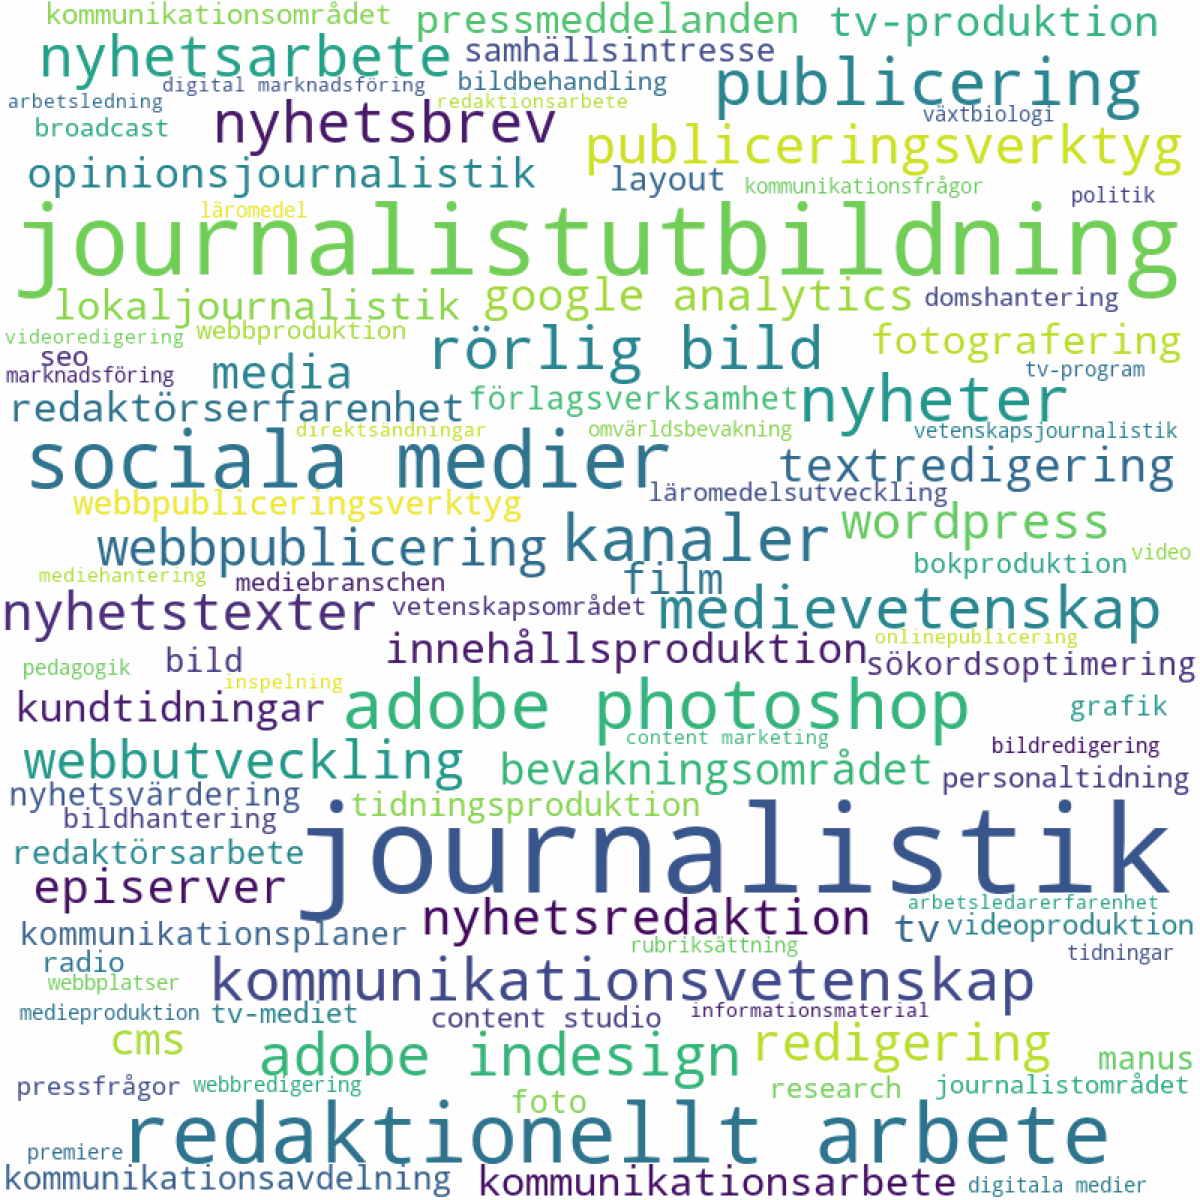 kommunikationsområdet
pressmeddelanden
tv-produktion
nyhetsarbete
samhällsintresse
publicering
digital marknadsföring
bildbehandling
arbetsledning
redaktionsarbete
nyhetsbrev
växtbiologi
broadcast
publiceringsverktyg
opinionsjournalistik
layout
kommunikationsfrågor
politik
läromedel
journalistutbildning
lokaljournalistik
google analytics
domshantering
videoredigering
webbproduktion
rörlig bild
fotografering
seo
marknadsföring
media
tv-program
redaktörserfarenhet
förlagsverksamhet
nyheter
direktsändningar
omvärldsbevakning
vetenskapsjournalistik
sociala medier
textredigering
läromedelsutveckling
webbpubliceringsverktyg
wordpress
webbpublicering
kanaler
video
bokproduktion
mediehantering
mediebranschen
film
nyhetstexter
vetenskapsområdet
medievetenskap
innehållsproduktion
onlinepublicering
pedagogik
bild
sökordsoptimering
inspelning
kundtidningar
adobe photoshop
grafik
content marketing
bildredigering
webbutveckling
bevakningsområdet
personaltidning
nyhetsvärdering
tidningsproduktion
bildhantering
journalistik
redaktörsarbete
episerver
arbetsledarerfarenhet
nyhetsredaktion
tv
videoproduktion
kommunikationsplaner
rubriksättning
tidningar
radio
webbplatser
kommunikationsvetenskap
medieproduktion
tv-mediet
content studio
informationsmaterial
cms
adobe indesign
redigering
manus
pressfrågor
webbredigering
foto
research
journalistområdet
redaktionellt arbete
premiere
kommunikationsavdelning
kommunikationsarbete
digitala medier